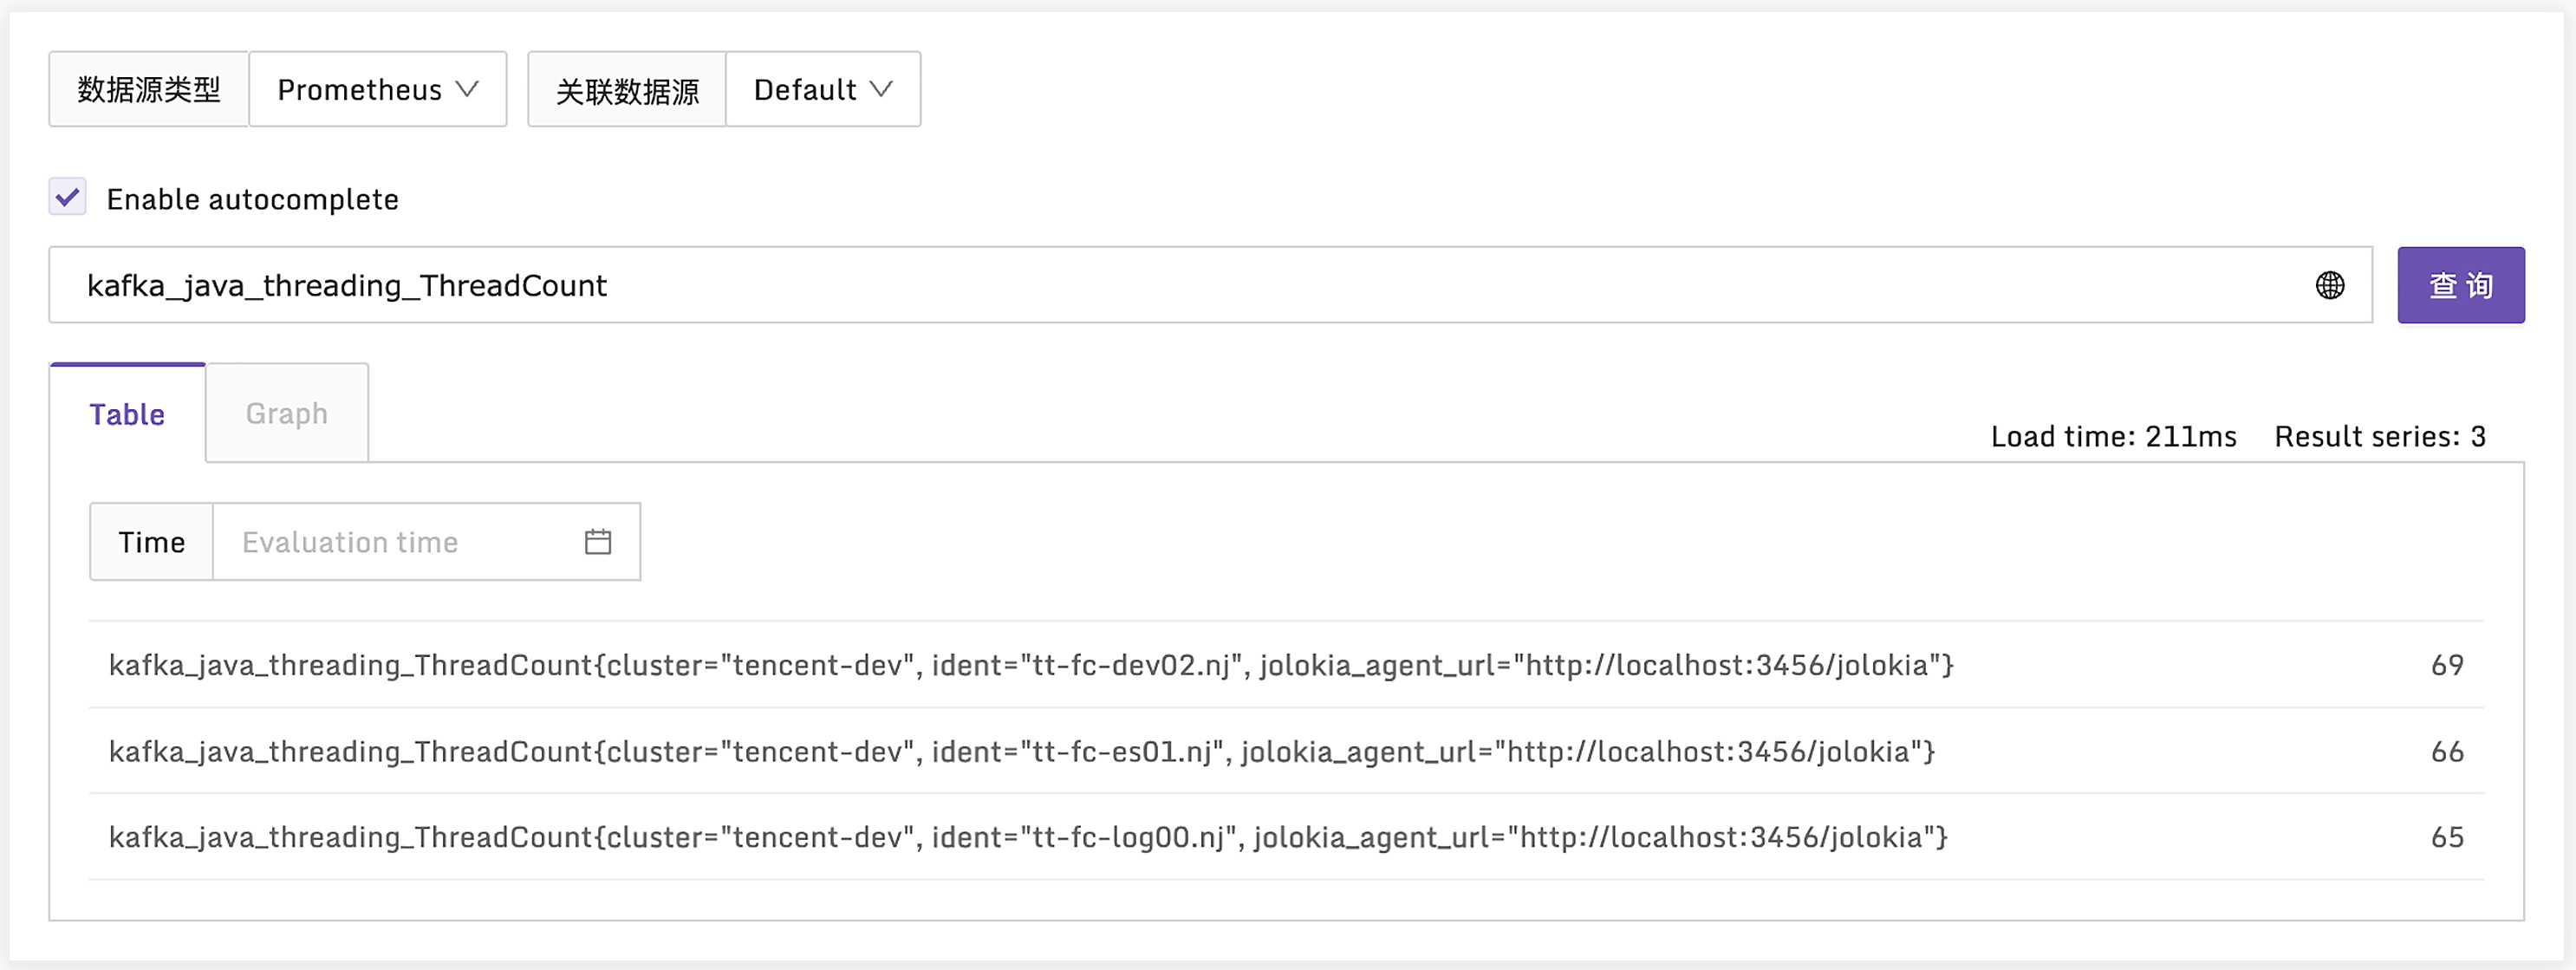 数据源类型 Prometheus 关联数据源 Default
Enable autocomplete
kafka_java_threading_ThreadCount 查询
Table Graph
Load time: 211ms Result series: 3
Time Evaluation time
kafka_java_threading_ThreadCount{cluster="tencent-dev", ident="tt-fc-dev02.nj", jolokia_agent_url="http://localhost:3456/jolokia"} 69
kafka_java_threading_ThreadCount{cluster="tencent-dev", ident="tt-fc-es01.nj", jolokia_agent_url="http://localhost:3456/jolokia"} 66
kafka_java_threading_ThreadCount{cluster="tencent-dev", ident="tt-fc-log00.nj", jolokia_agent_url="http://localhost:3456/jolokia"} 65